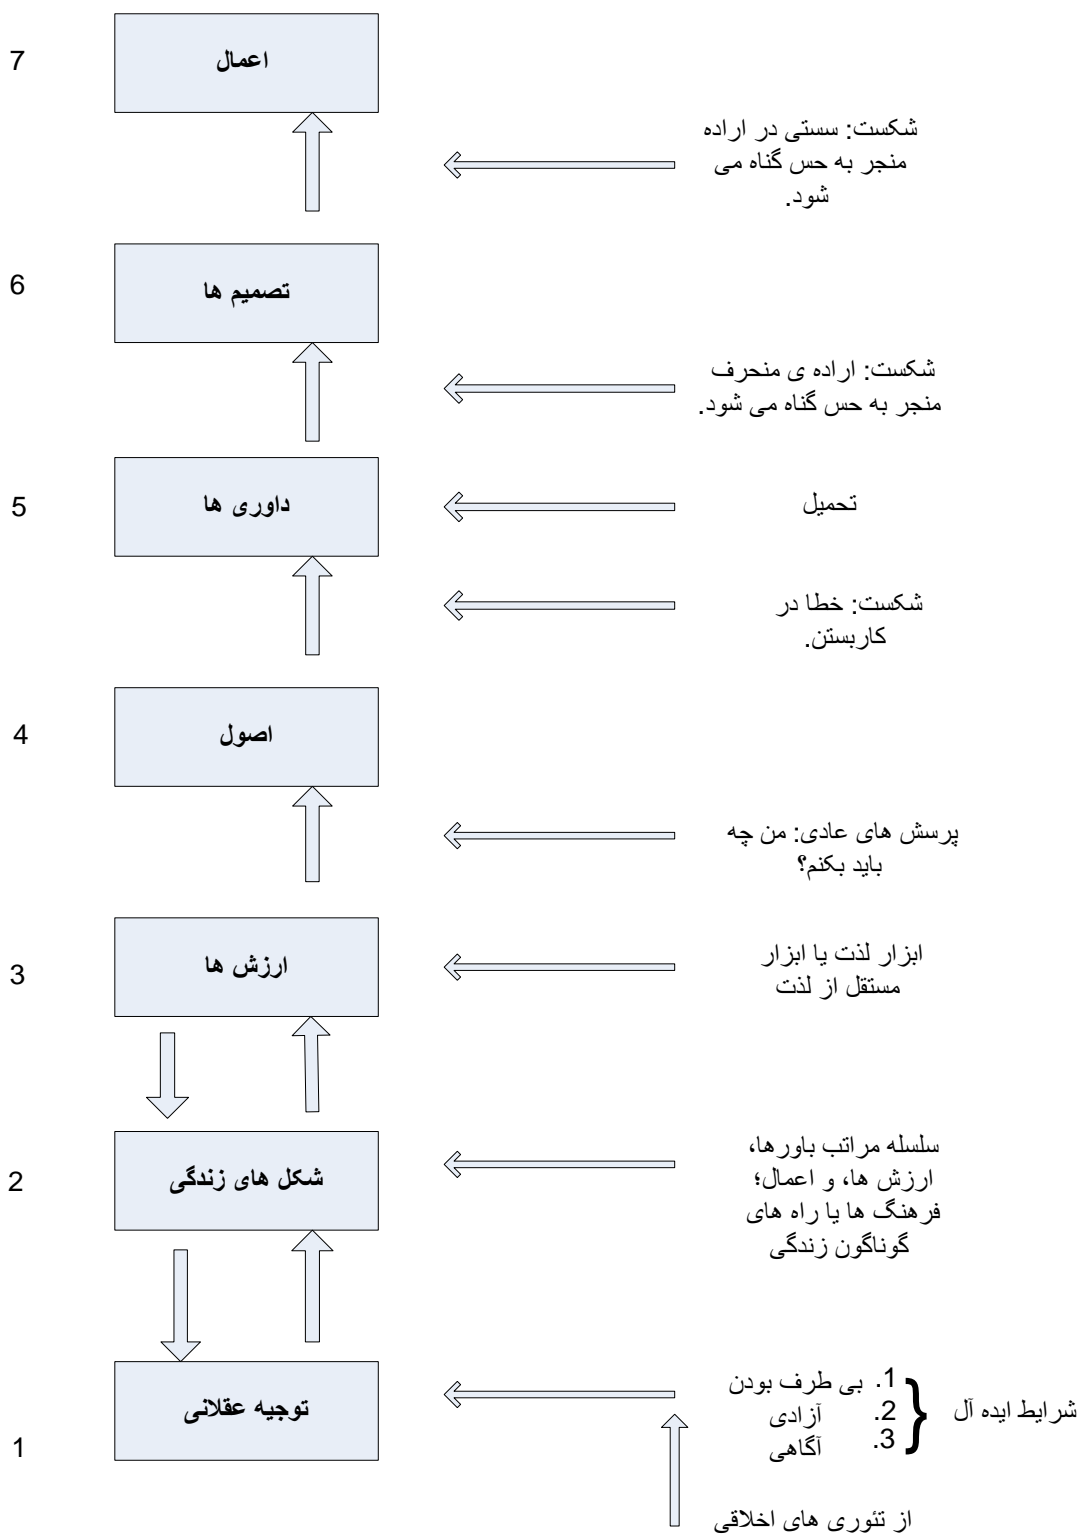 7
اعمال
شکست: سستی در اراده
منجر به حس گناه می
شود.
6
تصمیم ها
شکست: اراده ی منحرف
منجر به حس گناه می شود.
5
داوری ها
تحمیل
شکست: خطا در
کاربستن.
4
اصول
پرسش های عادی: من چه
باید بکنم؟
3
ارزش ها
ابزار لذت یا ابزار
مستقل از لذت
2
شکل های زندگی
سلسله مراتب باورها،
ارزش ها، و اعمال؛
فرهنگ ها یا راه های
گوناگون زندگی
1
توجیه عقلانی
شرایط ایده آل
1. بی طرف بودن
2. آزادی
3. آگاهی
از تئوری های اخلاقی